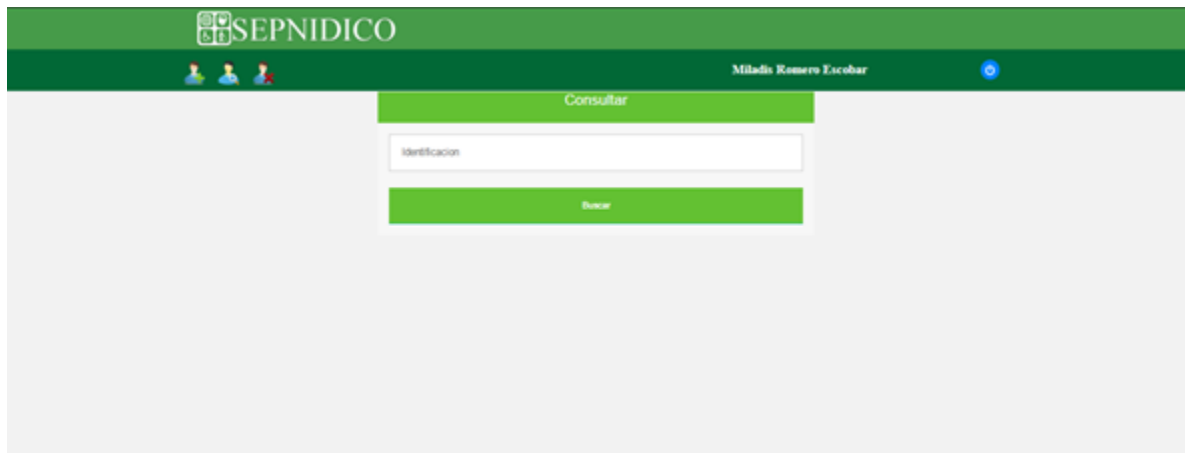 SEPNIDICO
Miladis Romero Escobar
Consultar
Identificacion
Buscar